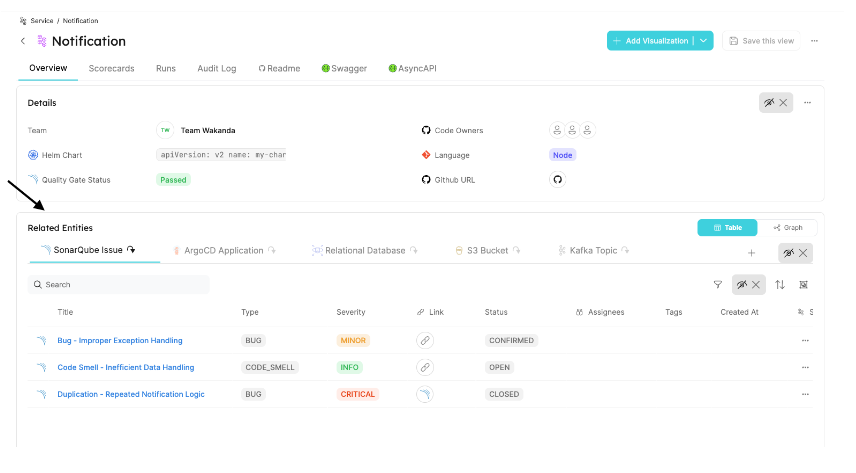 Service / Notification
Notification
+ Add Visualization
Save this view
Overview Scorecards Runs Audit Log Readme Swagger AsyncAPI
Details
Team TW Team Wakanda Code Owners
Helm Chart apiVersion: v2 name: my-char Language Node
Quality Gate Status Passed Github URL
Related Entities Table Graph
SonarQube Issue ArgoCD Application Relational Database S3 Bucket Kafka Topic
Search
Title Type Severity Link Status Assignees Tags Created At S
Bug - Improper Exception Handling BUG MINOR CONFIRMED
Code Smell - Inefficient Data Handling CODE_SMELL INFO OPEN
Duplication - Repeated Notification Logic BUG CRITICAL CLOSED